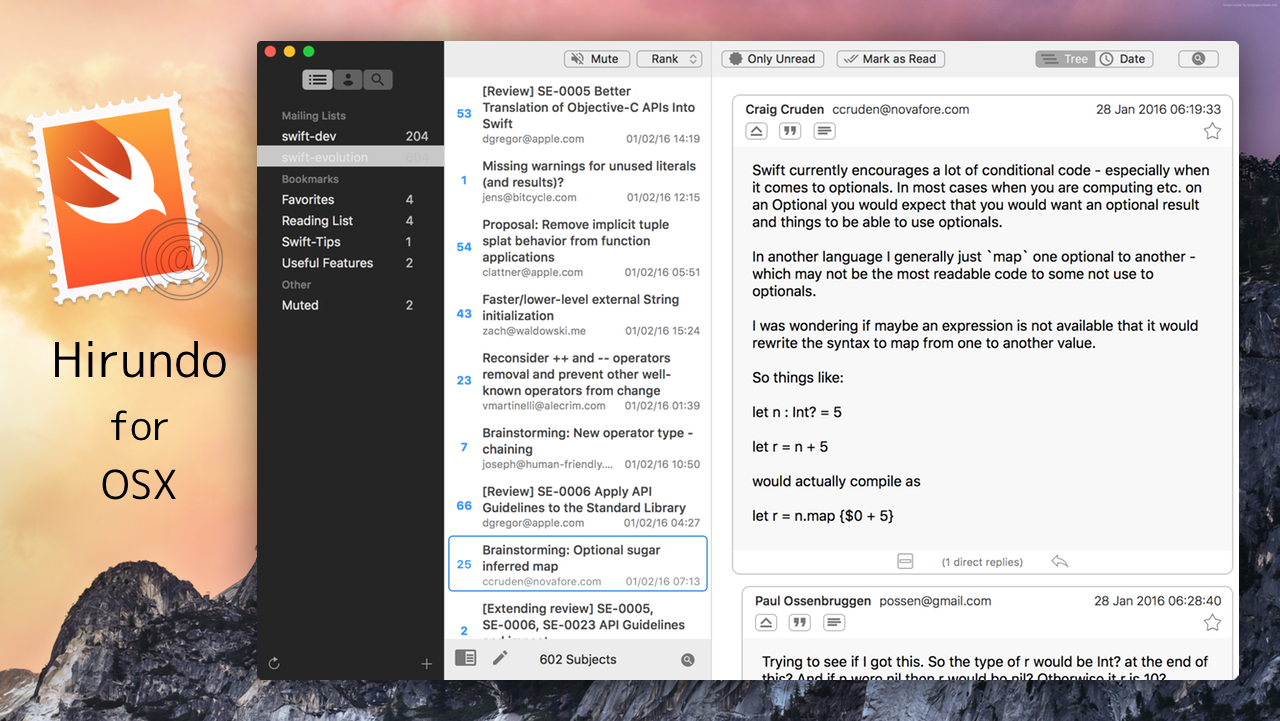 Hirundo
for
OSX
@
Mailing Lists
swift-dev 204
swift-evolution
Bookmarks
Favorites 4
Reading List 4
Swift-Tips 1
Useful Features 2
Other
Muted 2
Mute Rank
[Review] SE-0005 Better
Translation of Objective-C APIs Into
Swift
53
dgregor@apple.com 01/02/16 14:19
Missing warnings for unused literals
(and results)?
1
jens@bitcycle.com 01/02/16 12:15
Proposal: Remove implicit tuple
splat behavior from function
applications
54
clattner@apple.com 01/02/16 05:51
Faster/lower-level external String
initialization
43
zach@waldowski.me 01/02/16 15:24
Reconsider ++ and -- operators
removal and prevent other well-
known operators from change
23
vmartinelli@alecrim.com 01/02/16 01:39
Brainstorming: New operator type -
chaining
7
joseph@human-friendly.... 01/02/16 10:50
[Review] SE-0006 Apply API
Guidelines to the Standard Library
66
dgregor@apple.com 01/02/16 04:27
Brainstorming: Optional sugar
inferred map
25
ccruden@novafore.com 01/02/16 07:13
[Extending review] SE-0005,
SE-0006, SE-0023 API Guidelines
and impact
2
602 Subjects
Only Unread Mark as Read Tree Date
Craig Cruden ccruden@novafore.com 28 Jan 2016 06:19:33
Swift currently encourages a lot of conditional code - especially when
it comes to optionals. In most cases when you are computing etc. on
an Optional you would expect that you would want an optional result
and things to be able to use optionals.
In another language I generally just `map` one optional to another -
which may not be the most readable code to some not use to
optionals.
I was wondering if maybe an expression is not available that it would
rewrite the syntax to map from one to another value.
So things like:
let n : Int? = 5
let r = n + 5
would actually compile as
let r = n.map {$0 + 5}
(1 direct replies)
Paul Ossenbruggen possen@gmail.com 28 Jan 2016 06:28:40
Trying to see if I got this. So the type of r would be Int? at the end of
this? And if n were nil then r would be nil? Otherwise it r is 10?